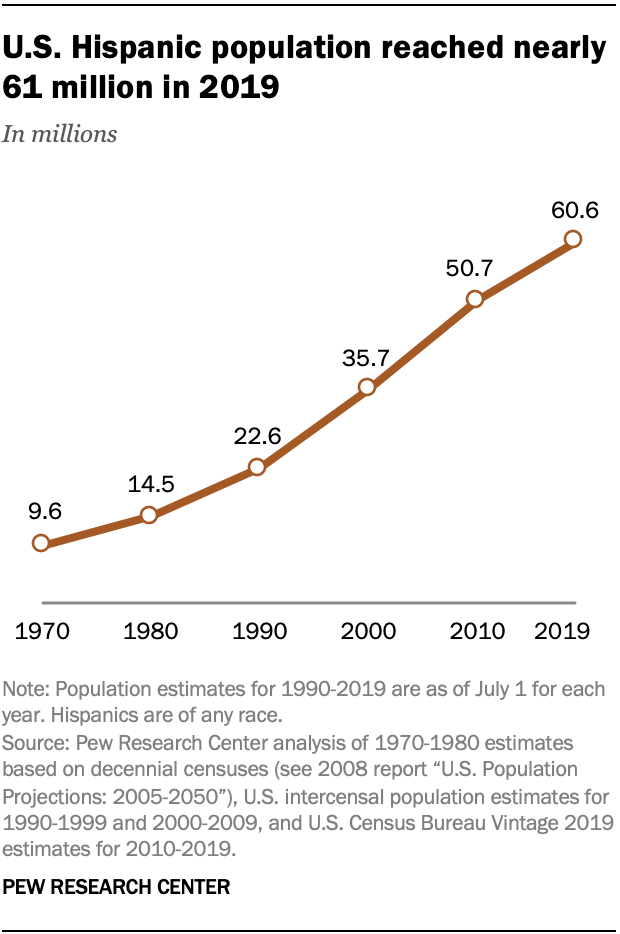 U.S. Hispanic population reached nearly
61 million in 2019
In millions
60.6
50.7
35.7
22.6
14.5
9.6
1970 1980 1990 2000 2010 2019
Note: Population estimates for 1990-2019 are as of July 1 for each
year. Hispanics are of any race.
Source: Pew Research Center analysis of 1970-1980 estimates
based on decennial censuses (see 2008 report “U.S. Population
Projections: 2005-2050”), U.S. intercensal population estimates for
1990-1999 and 2000-2009, and U.S. Census Bureau Vintage 2019
estimates for 2010-2019.
PEW RESEARCH CENTER